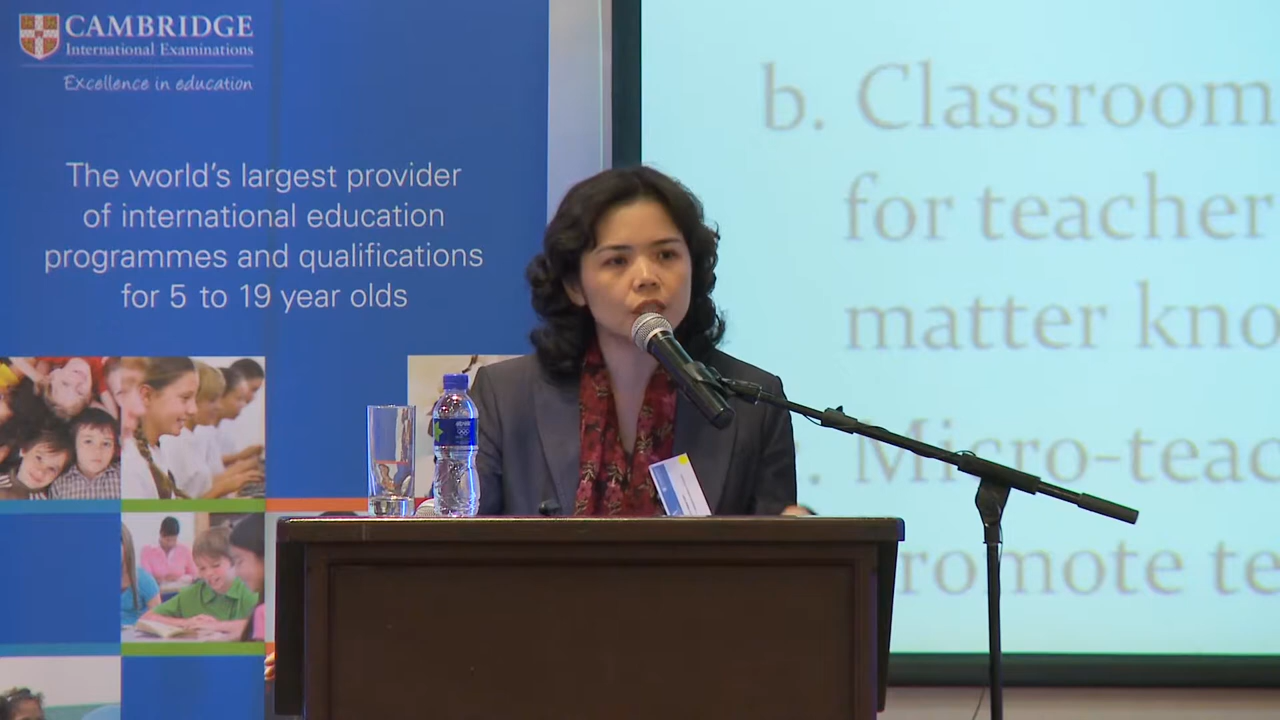 CAMBRIDGE
International Examinations
Excellence in education
The world's largest provider
of international education
programmes and qualifications
for 5 to 19 year olds
b. Classroom
for teacher
matter kno
Micro-teac
romote te